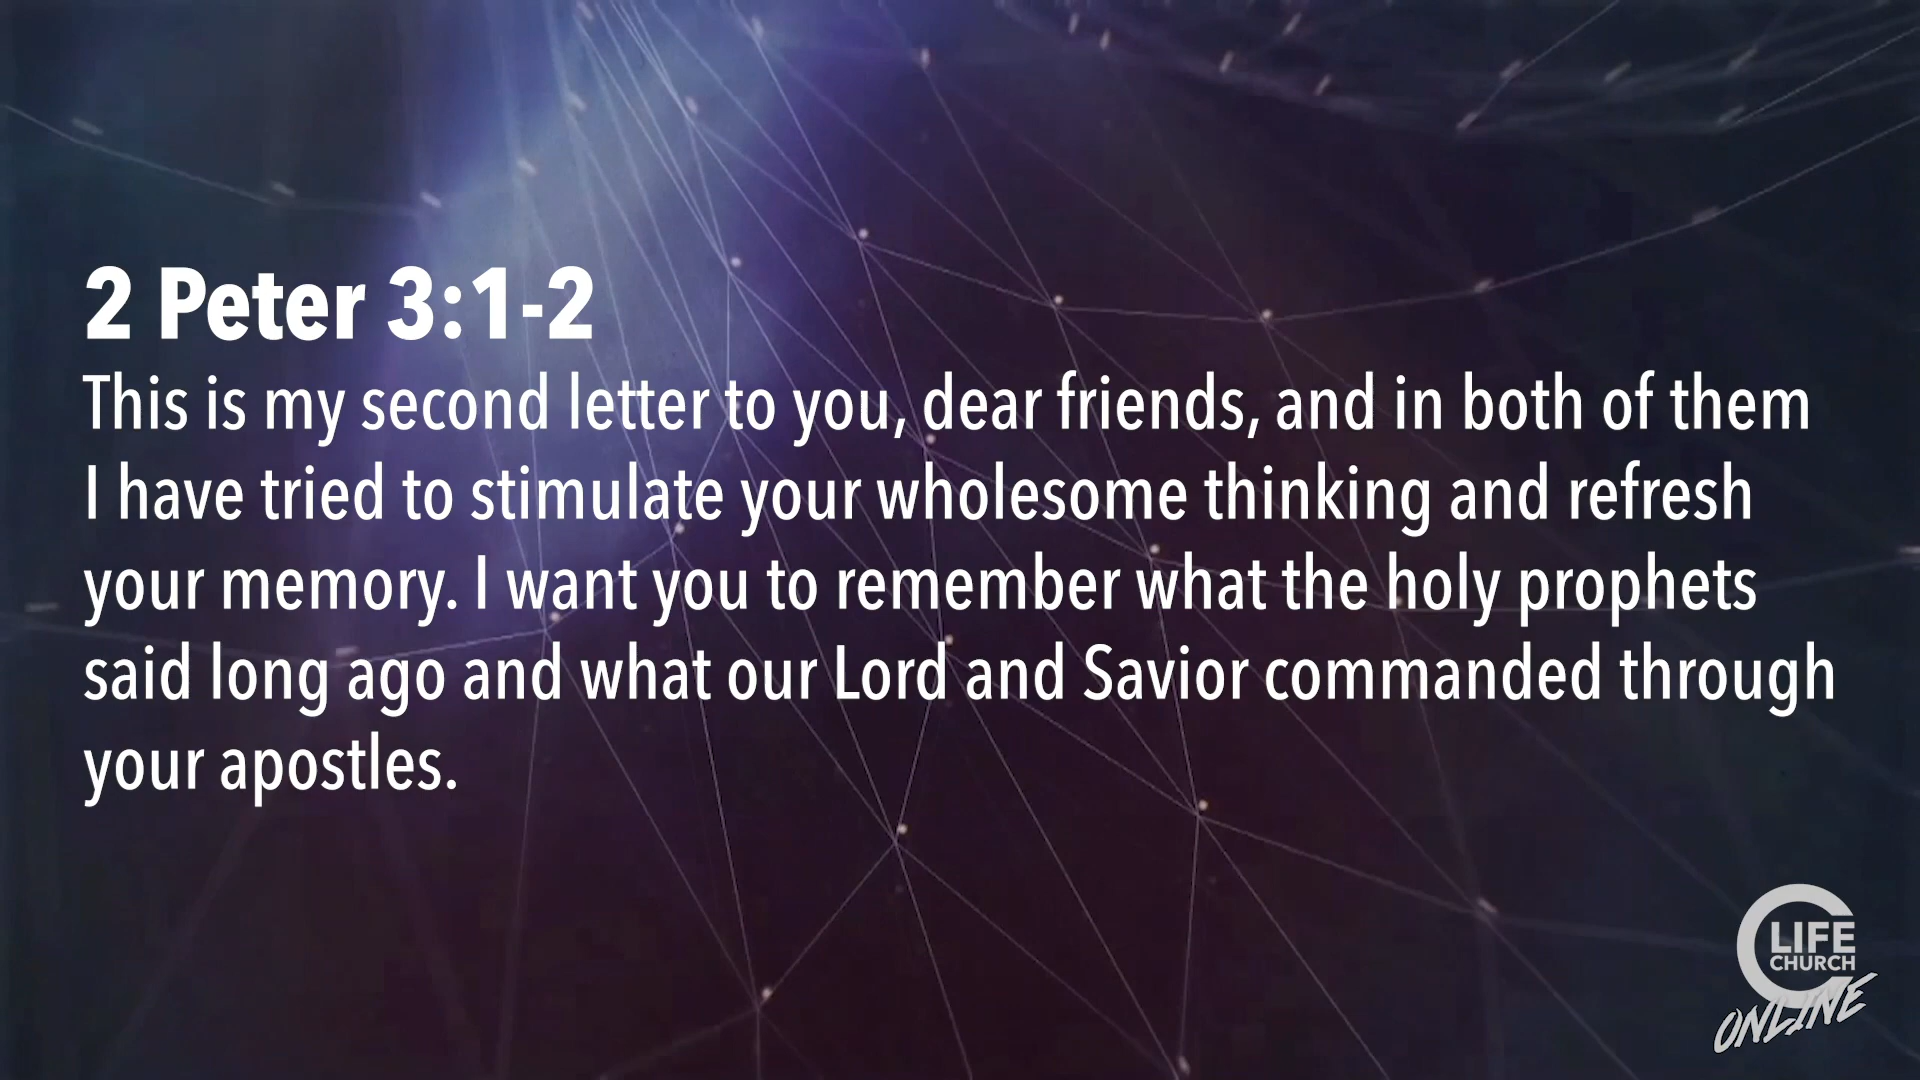 2 Peter 3:1-2
This is my second letter to you, dear friends, and in both of them
I have tried to stimulate your wholesome thinking and refresh
your memory. I want you to remember what the holy prophets
said long ago and what our Lord and Savior commanded through
your apostles.
LIFE
CHURCH
ONLINE